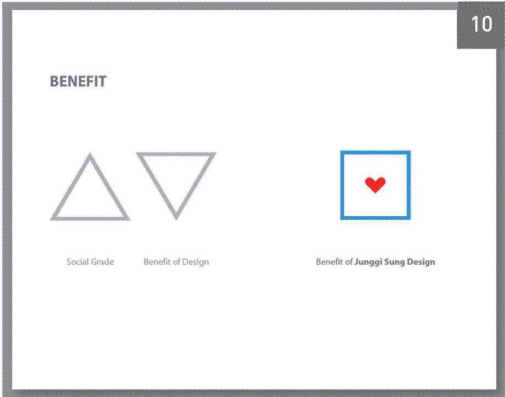 10
BENEFIT
Social Grade
Benefit of Design
Benefit of Junggi Sung Design